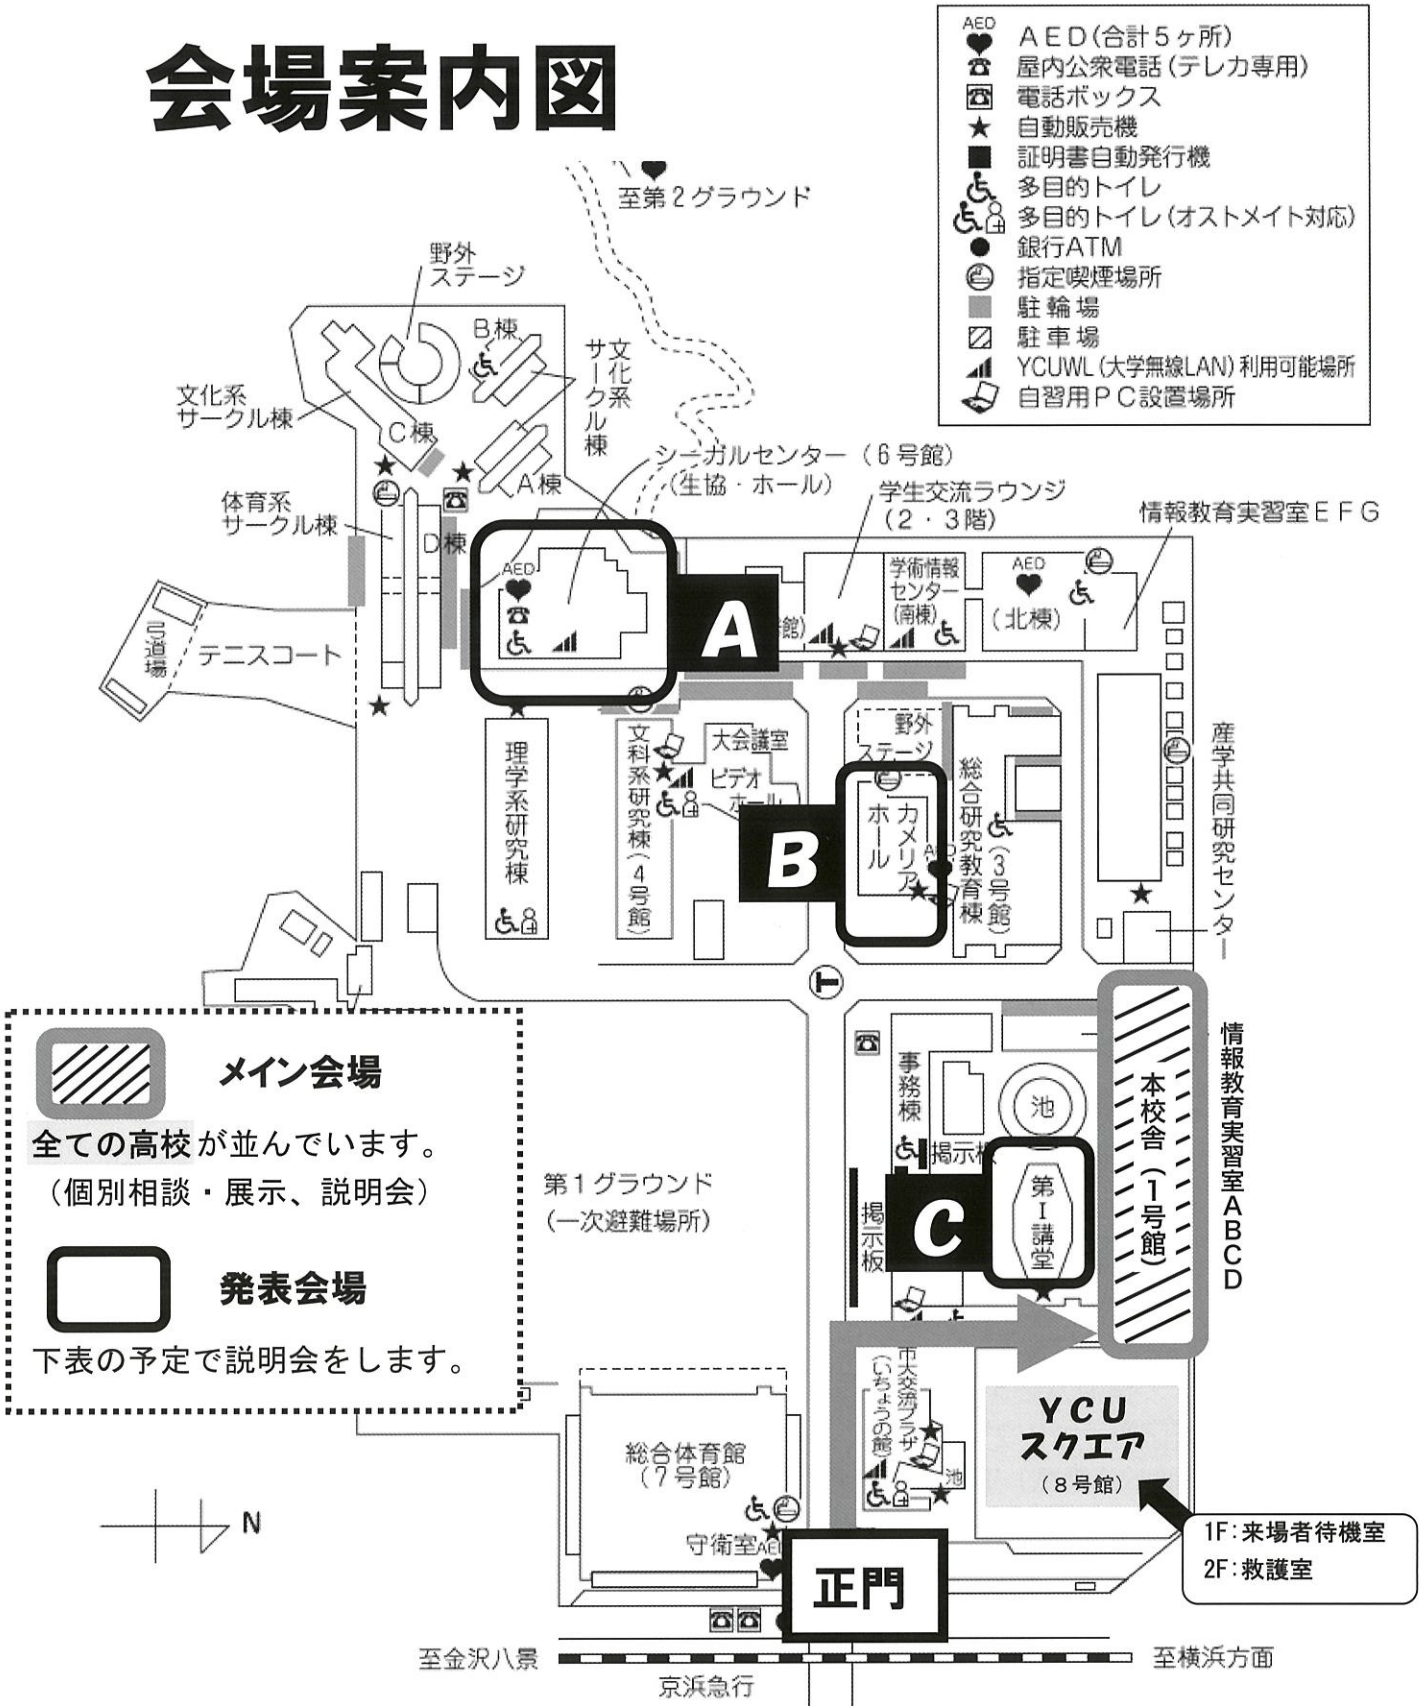 会場案内図
AED
AED(合計5ヶ所)
屋内公衆電話(テレカ専用)
電話ボックス
自動販売機
証明書自動発行機
多目的トイレ
多目的トイレ(オストメイト対応)
銀行ATM
指定喫煙場所
駐輪場
駐車場
YCUWL(大学無線LAN)利用可能場所
自習用PC設置場所
至第2グラウンド
野外
ステージ
B棟
文化系
サークル棟
文化系
サークル棟
C棟
A棟
シーガルセンター(6号館)
(生協・ホール)
学生交流ラウンジ
(2・3階)
情報教育実習室EFG
体育系
サークル棟
D棟
AED
A
号館)
学術情報
センター
(南棟)
AED
(北棟)
弓道場
テニスコート
理学系研究棟
文科系研究棟(4号館)
大会議室
ビデオ
ホール
野外
ステージ
B
カメリア
ホール
AED
総合研究教育棟
(3号館)
産学共同研究センター
メイン会場
全ての高校が並んでいます。
(個別相談・展示、説明会)
発表会場
下表の予定で説明会をします。
第1グラウンド
(一次避難場所)
事務棟
池
掲示板
掲示板
C
第I講堂
本校舎(1号館)
情報教育実習室ABCD
市大交流プラザ
(いちょうの館)
池
YCU
スクエア
(8号館)
1F:来場者待機室
2F:救護室
総合体育館
(7号館)
守衛室
AED
正門
N
至金沢八景
京浜急行
至横浜方面